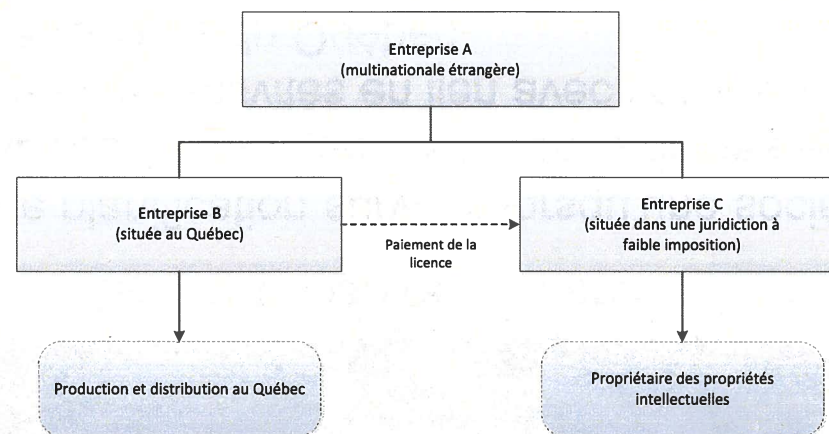 Entreprise A
(multinationale étrangère)
Entreprise B
(située au Québec)
Paiement de la
licence
Entreprise C
(située dans une juridiction à
faible imposition)
Production et distribution au Québec
Propriétaire des propriétés
intellectuelles